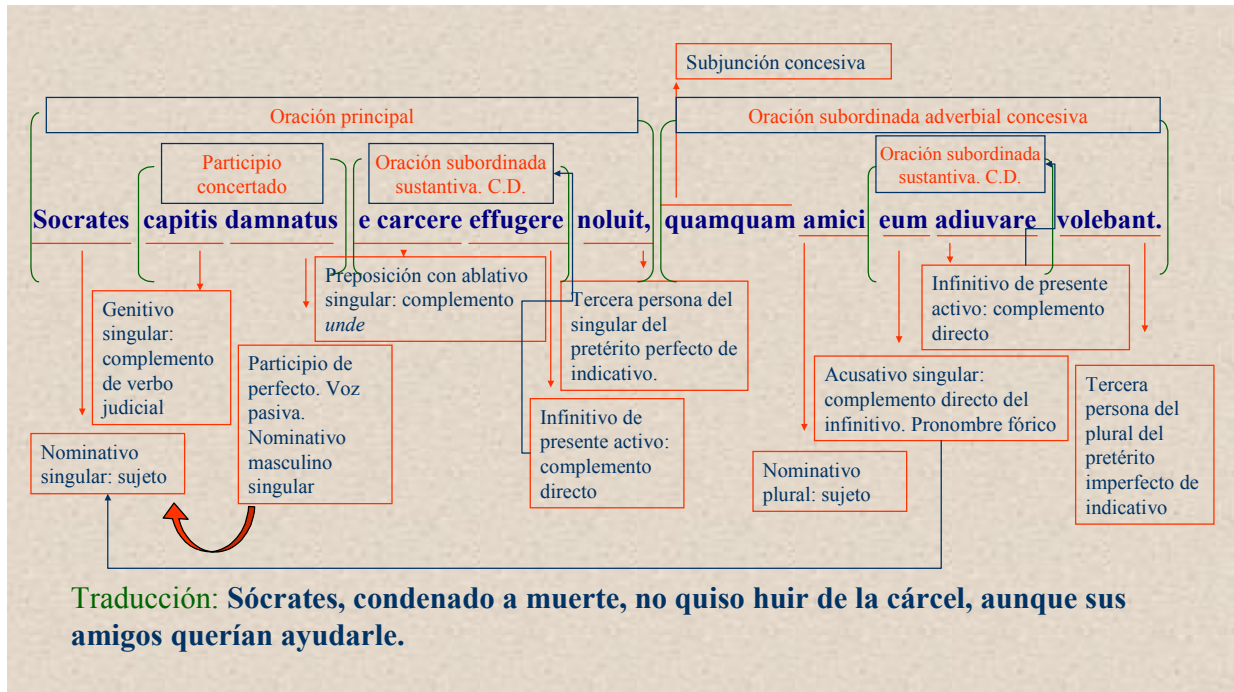 Subjunción concesiva
Oración principal
Oración subordinada adverbial concesiva
Participio
concertado
Oración subordinada
sustantiva. C.D.
Oración subordinada
sustantiva. C.D.
Socrates capitis damnatus e carcere effugere noluit, quamquam amici eum adiuvare volebant.
Nominativo
singular: sujeto
Genitivo
singular:
complemento
de verbo
judicial
Participio de
perfecto. Voz
pasiva.
Nominativo
masculino
singular
Preposición con ablativo
singular: complemento
unde
Infinitivo de
presente activo:
complemento
directo
Tercera persona del
singular del
pretérito perfecto de
indicativo.
Nominativo
plural: sujeto
Acusativo singular:
complemento directo del
infinitivo. Pronombre fórico
Infinitivo de presente
activo: complemento
directo
Tercera
persona del
plural del
pretérito
imperfecto de
indicativo
Traducción: Sócrates, condenado a muerte, no quiso huir de la cárcel, aunque sus
amigos querían ayudarle.